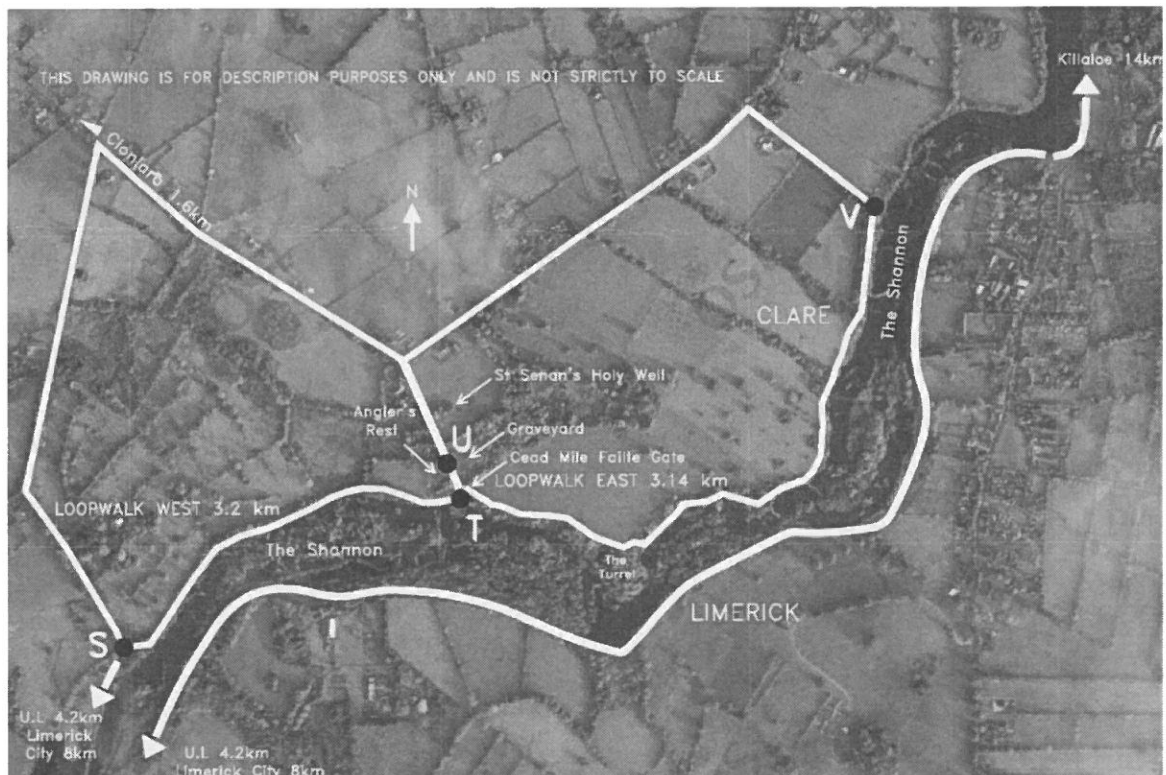 THIS DRAWING IS FOR DESCRIPTION PURPOSES ONLY AND IS NOT STRICTLY TO SCALE
Killaloe 14km
Clonlara 1.6km
N
V
The Shannon
CLARE
St Senan's Holy Well
Angler's
Rest
U
Graveyard
Cead Mile Failte Gate
LOOPWALK EAST 3.14 km
LOOPWALK WEST 3.2 km
T
The Shannon
The
Turret
LIMERICK
S
U.L 4.2km
Limerick
City 8km
U.L 4.2km
Limerick City 8km